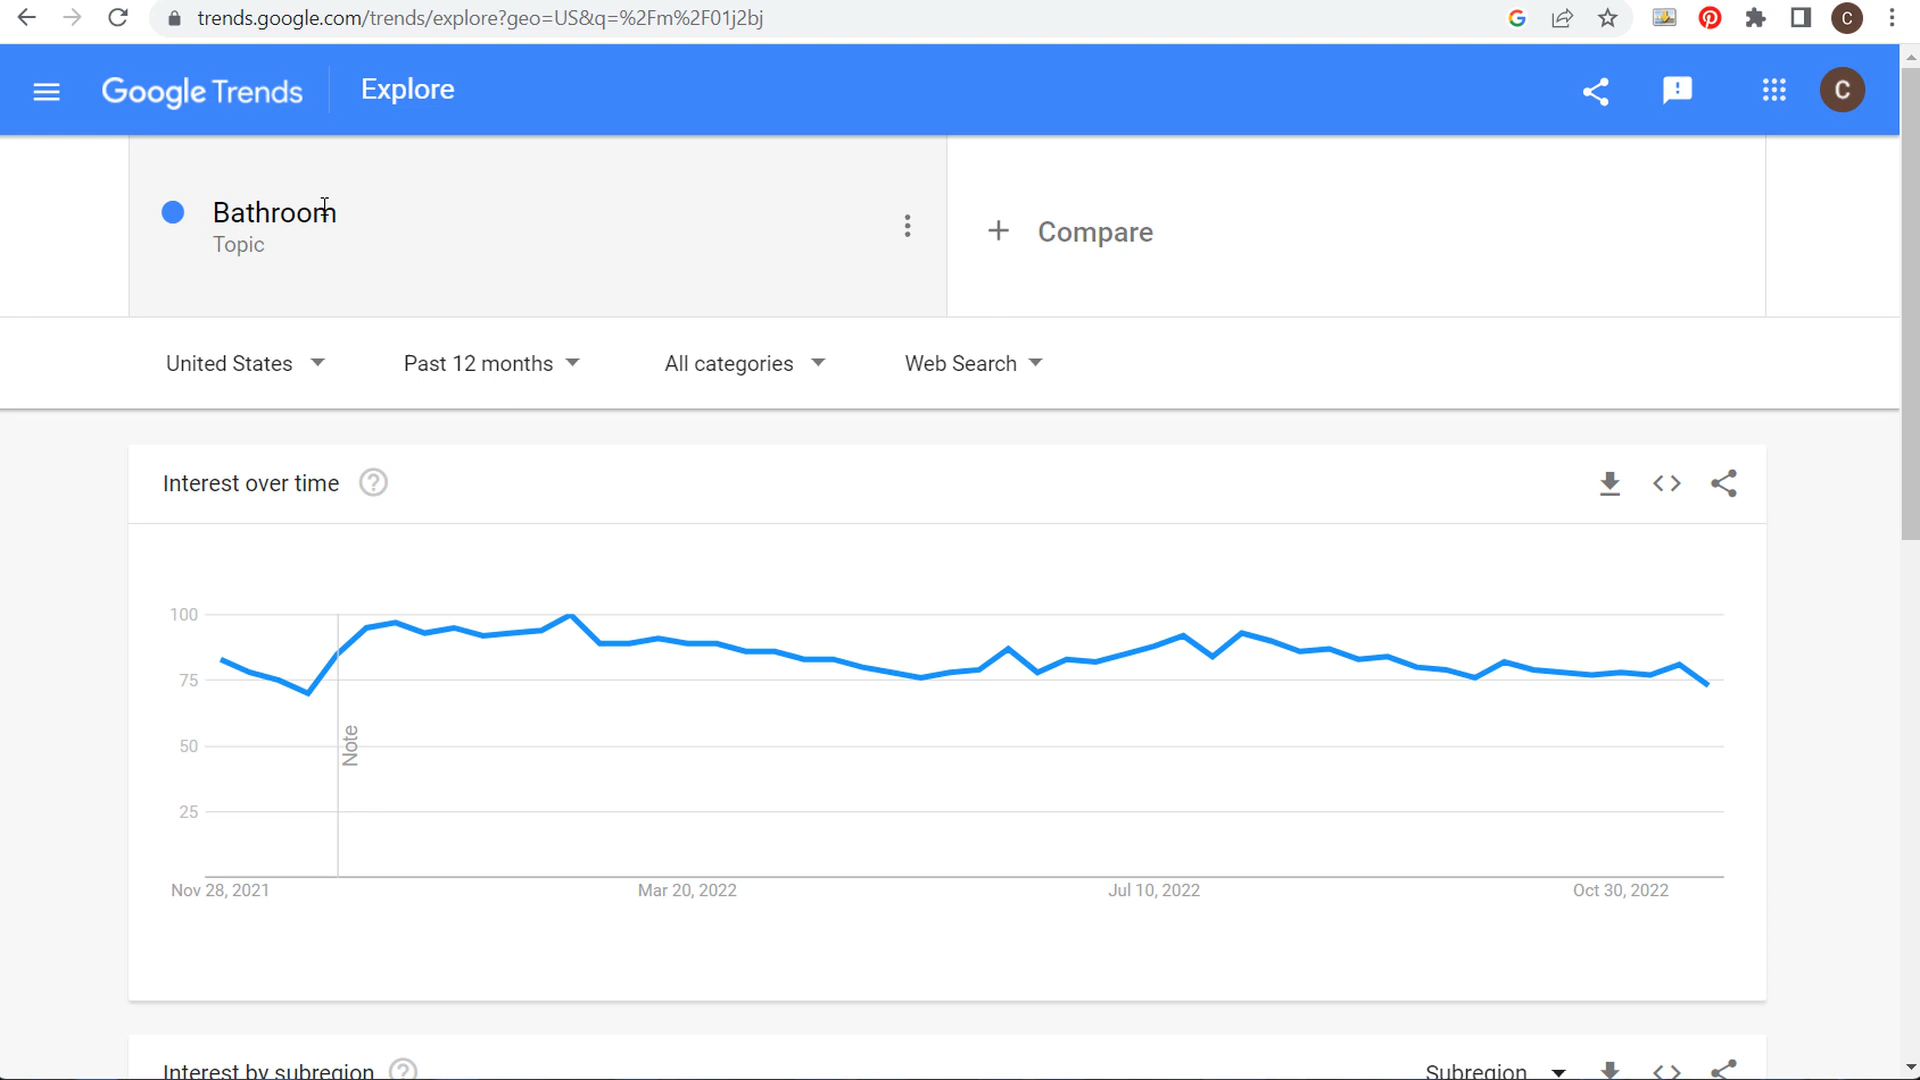 trends.google.com/trends/explore?geo=US&q=%2Fm%2F01j2bj
C
Google Trends
Explore
C
Bathroom
Topic
+ Compare
United States
Past 12 months
All categories
Web Search
Interest over time
100
75
50
25
Note
Nov 28, 2021
Mar 20, 2022
Jul 10, 2022
Oct 30, 2022
Interest by subregion
Subregion